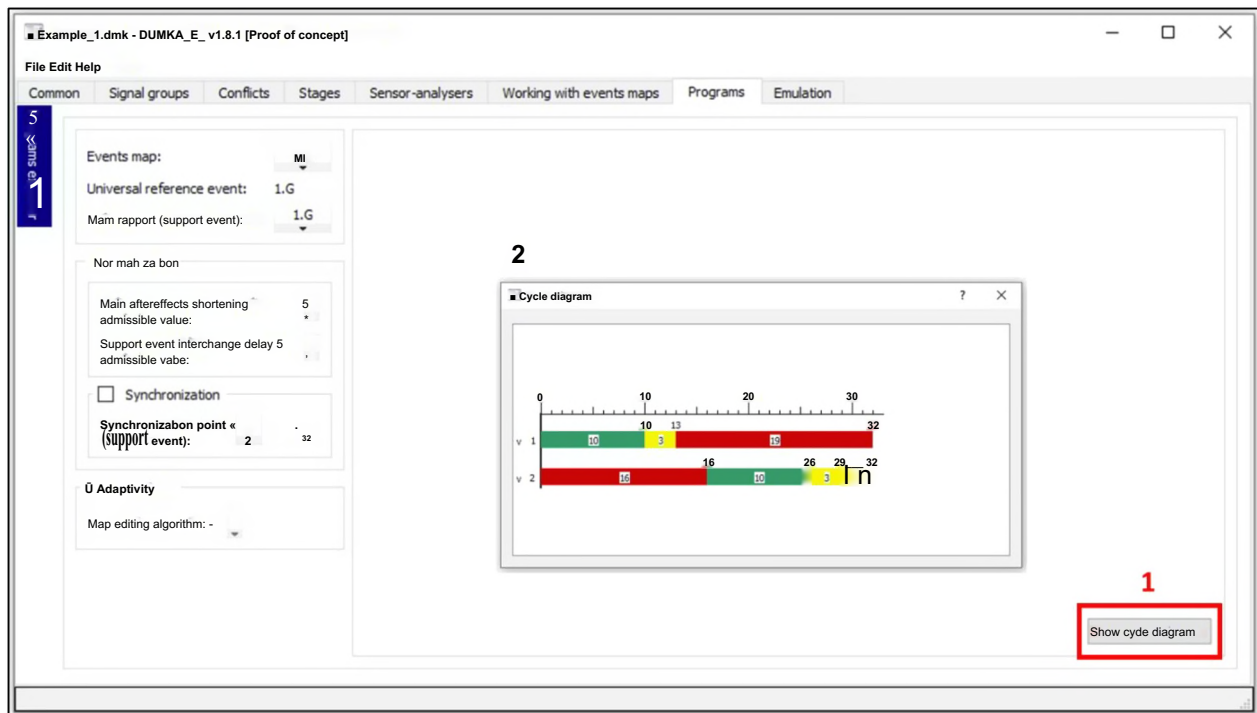 Example_1.dmk - DUMKA_E_ v1.8.1 [Proof of concept]
File Edit Help
Common Signal groups Conflicts Stages Sensor-analysers Working with events maps Programs Emulation
5
1
Events map: MI
Universal reference event: 1.G
Mam rapport (support event): 1.G
Nor mah za bon
Main aftereffects shortening 5
admissible value: *
Support event interchange delay 5
admissible vabe: ,
Synchronization
Synchronizabon point « .
(support event): 2 32
Û Adaptivity
Map editing algorithm: -
2
Cycle diagram ?
0 10 20 30
10 13 32
v 1 10 3 19
16 26 29 32
v 2 16 10 3 n
1
Show cyde diagram